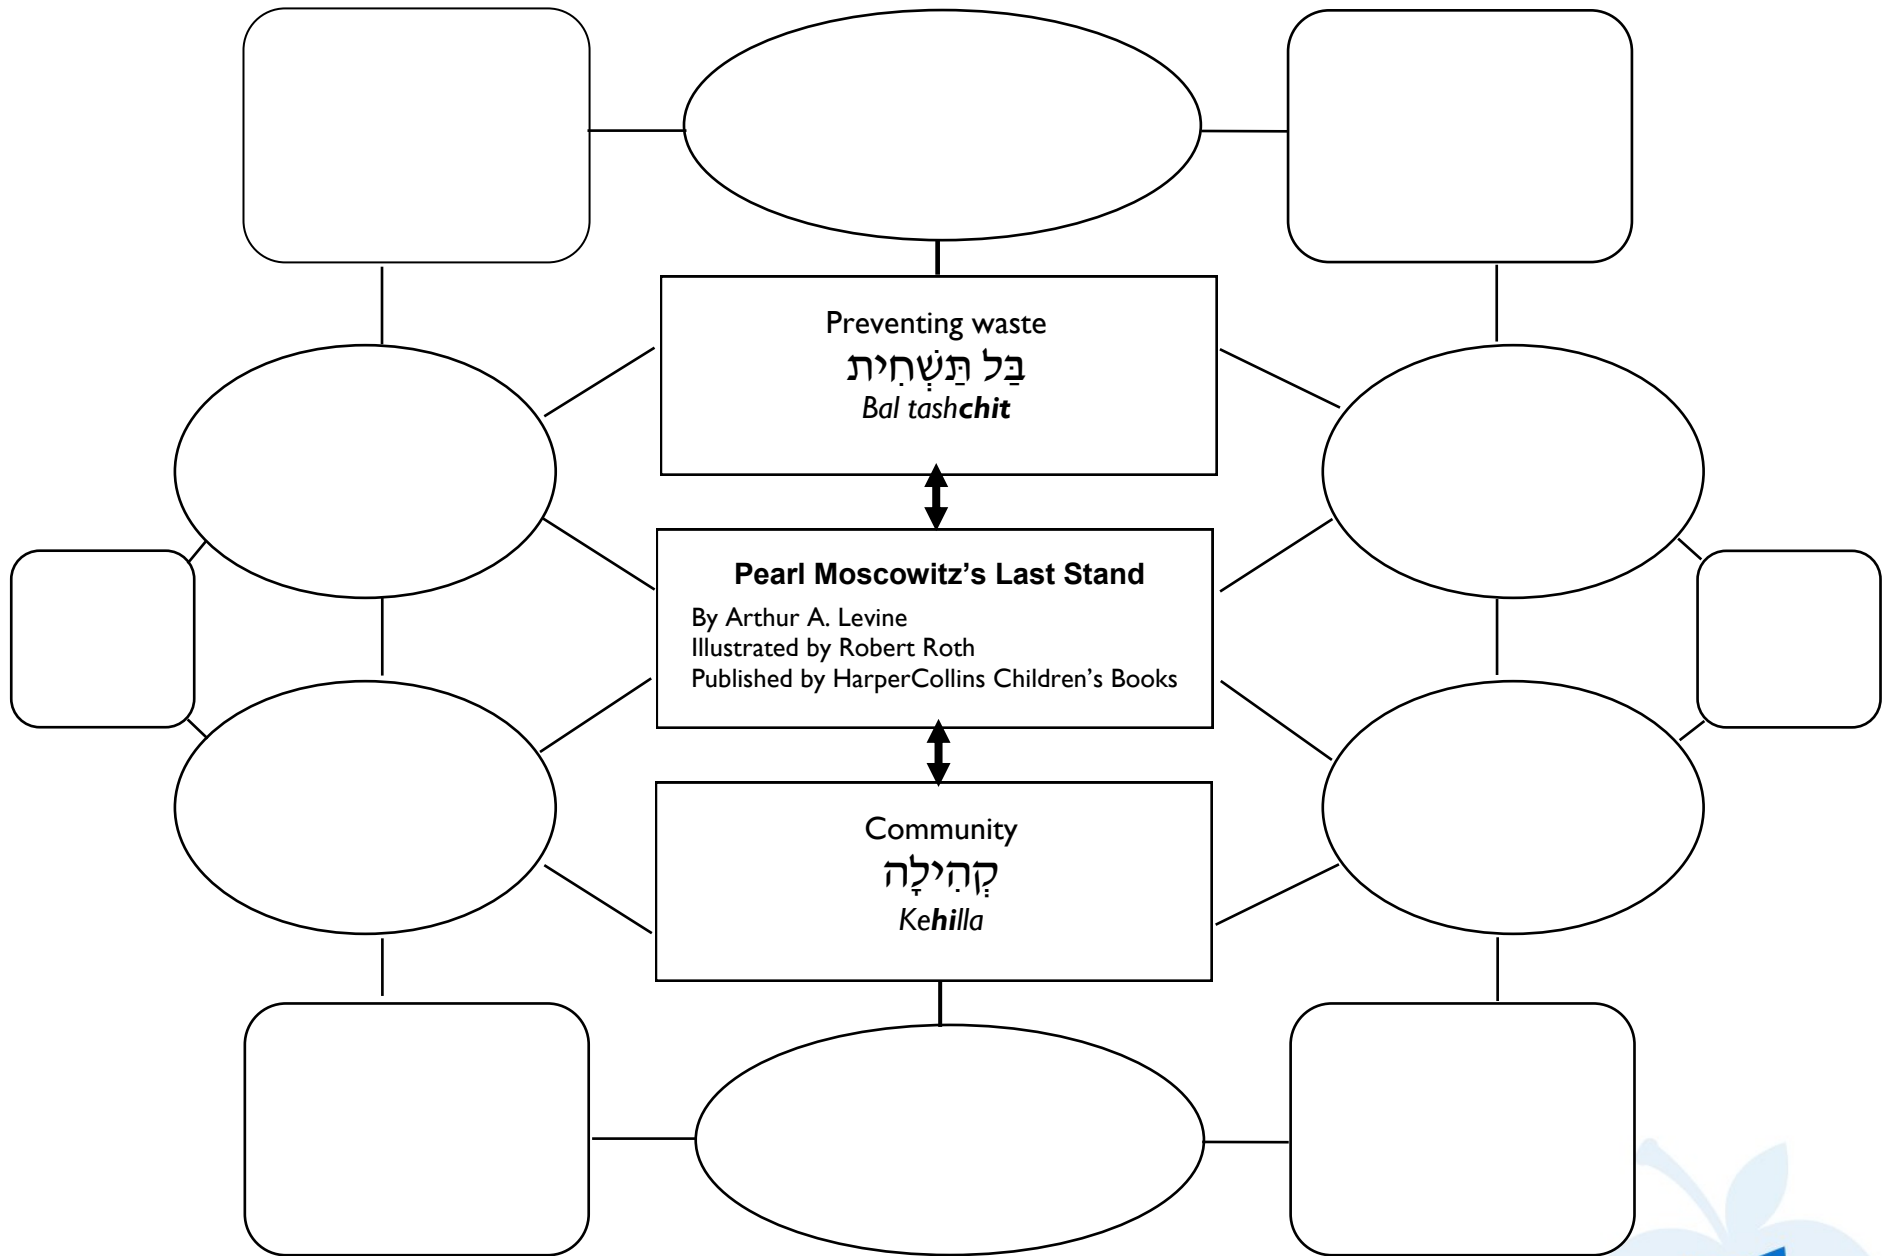 Preventing waste
בַּל תַּשְׁחִית
Bal tashchit
Pearl Moscowitz’s Last Stand
By Arthur A. Levine
Illustrated by Robert Roth
Published by HarperCollins Children’s Books
Community
קְהִילָה
Kehilla